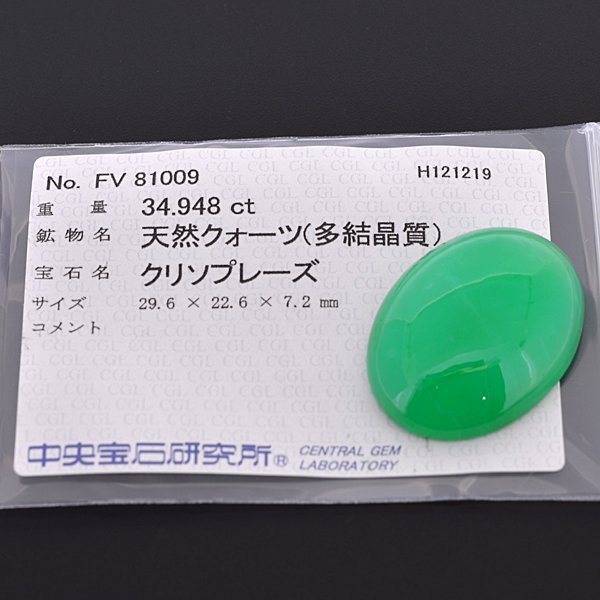 No. FV 81009 H121219
重量 34.948 ct
鉱物名 天然クォーツ(多結晶質)
宝石名 クリソプレーズ
サイズ 29.6 × 22.6 × 7.2 mm
コメント
中央宝石研究所® CENTRAL GEM
LABORATORY